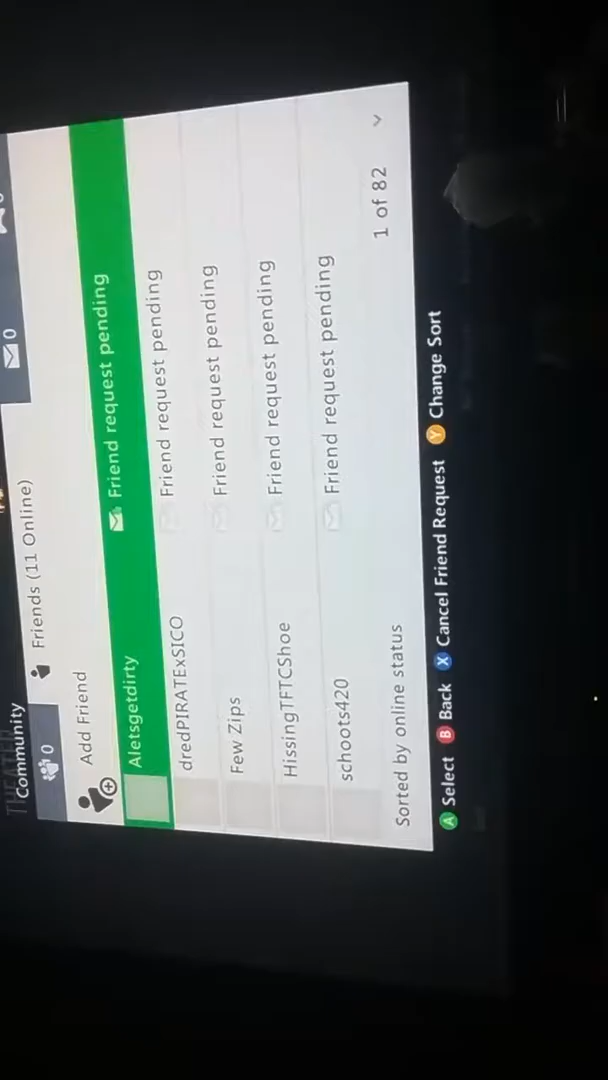 THEATER
Community
0
Friends (11 Online)
0
Add Friend
Aletsgetdirty Friend request pending
dredPIRATExSICO Friend request pending
Few Zips Friend request pending
HissingTFTCShoe Friend request pending
schoots420 Friend request pending
Sorted by online status 1 of 82
A Select B Back X Cancel Friend Request Y Change Sort